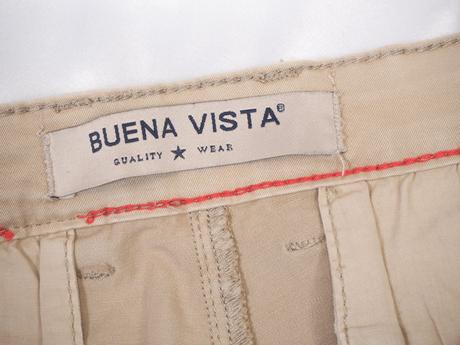 BUENA VISTA®
QUALITY ★ WEAR